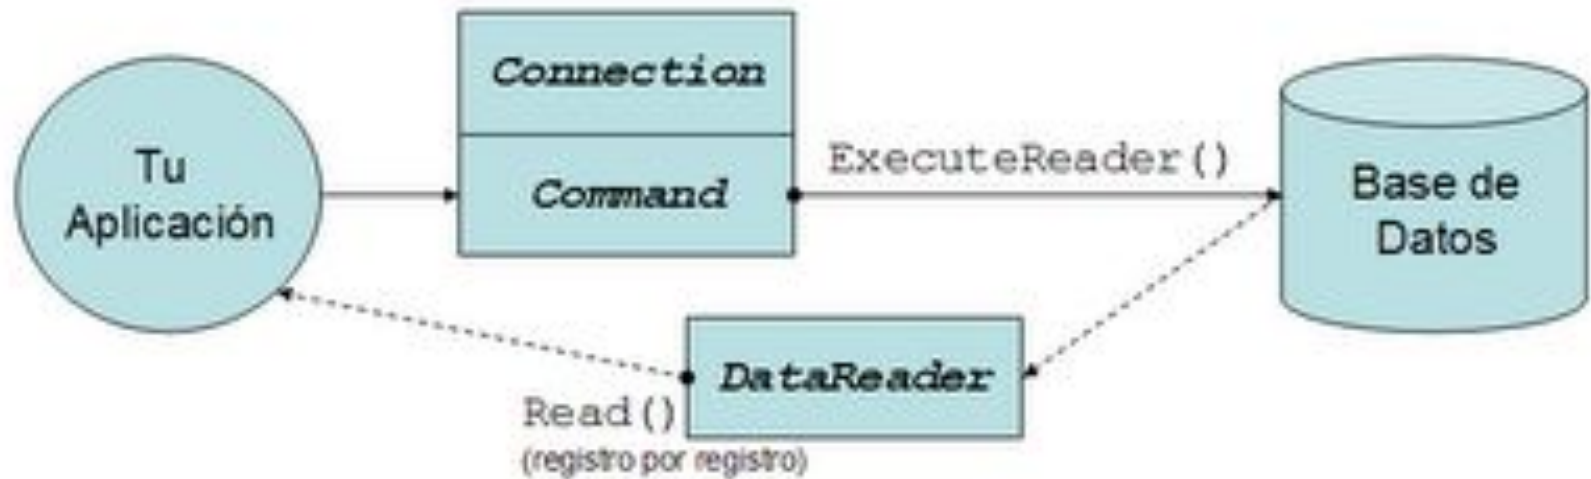 Connection
Tu
Aplicación
Command
ExecuteReader()
Base de
Datos
DataReader
Read()
(registro por registro)